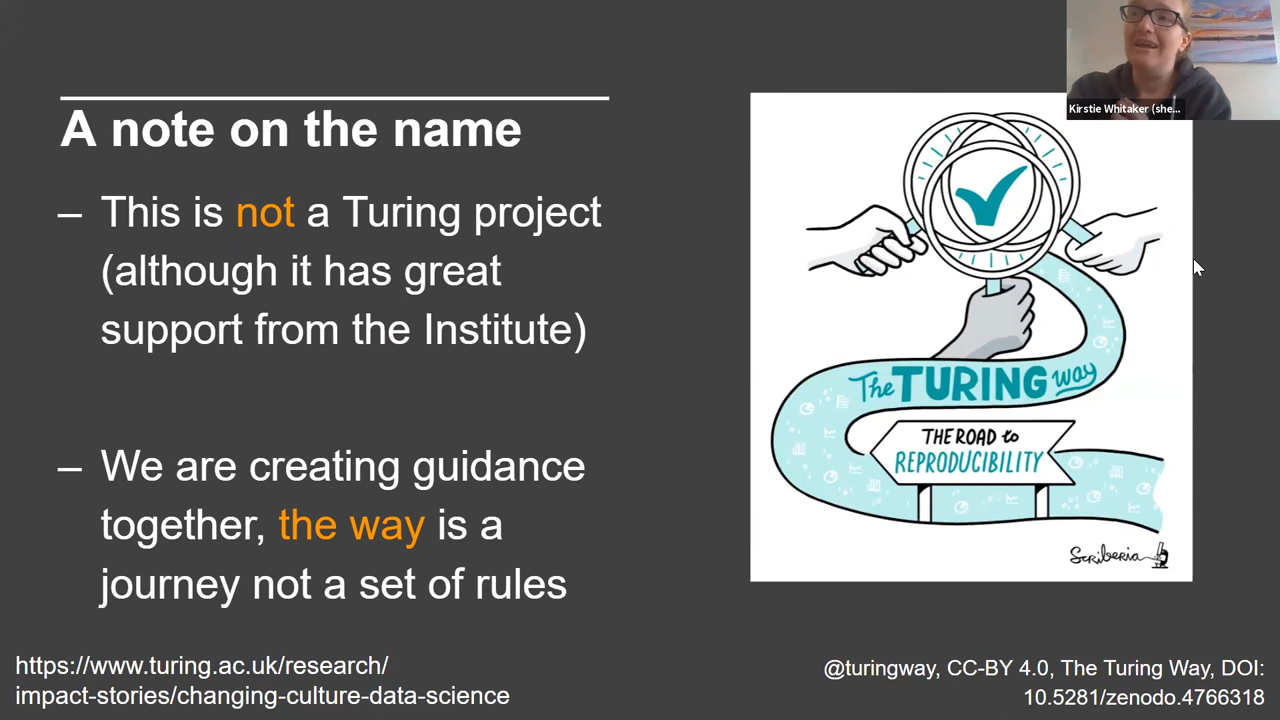 Kirstie Whitaker (she...
A note on the name
– This is not a Turing project
(although it has great
support from the Institute)
– We are creating guidance
together, the way is a
journey not a set of rules
The TURING way
THE ROAD to
REPRODUCIBILITY
Scriberia
https://www.turing.ac.uk/research/
impact-stories/changing-culture-data-science
@turingway, CC-BY 4.0, The Turing Way, DOI:
10.5281/zenodo.4766318